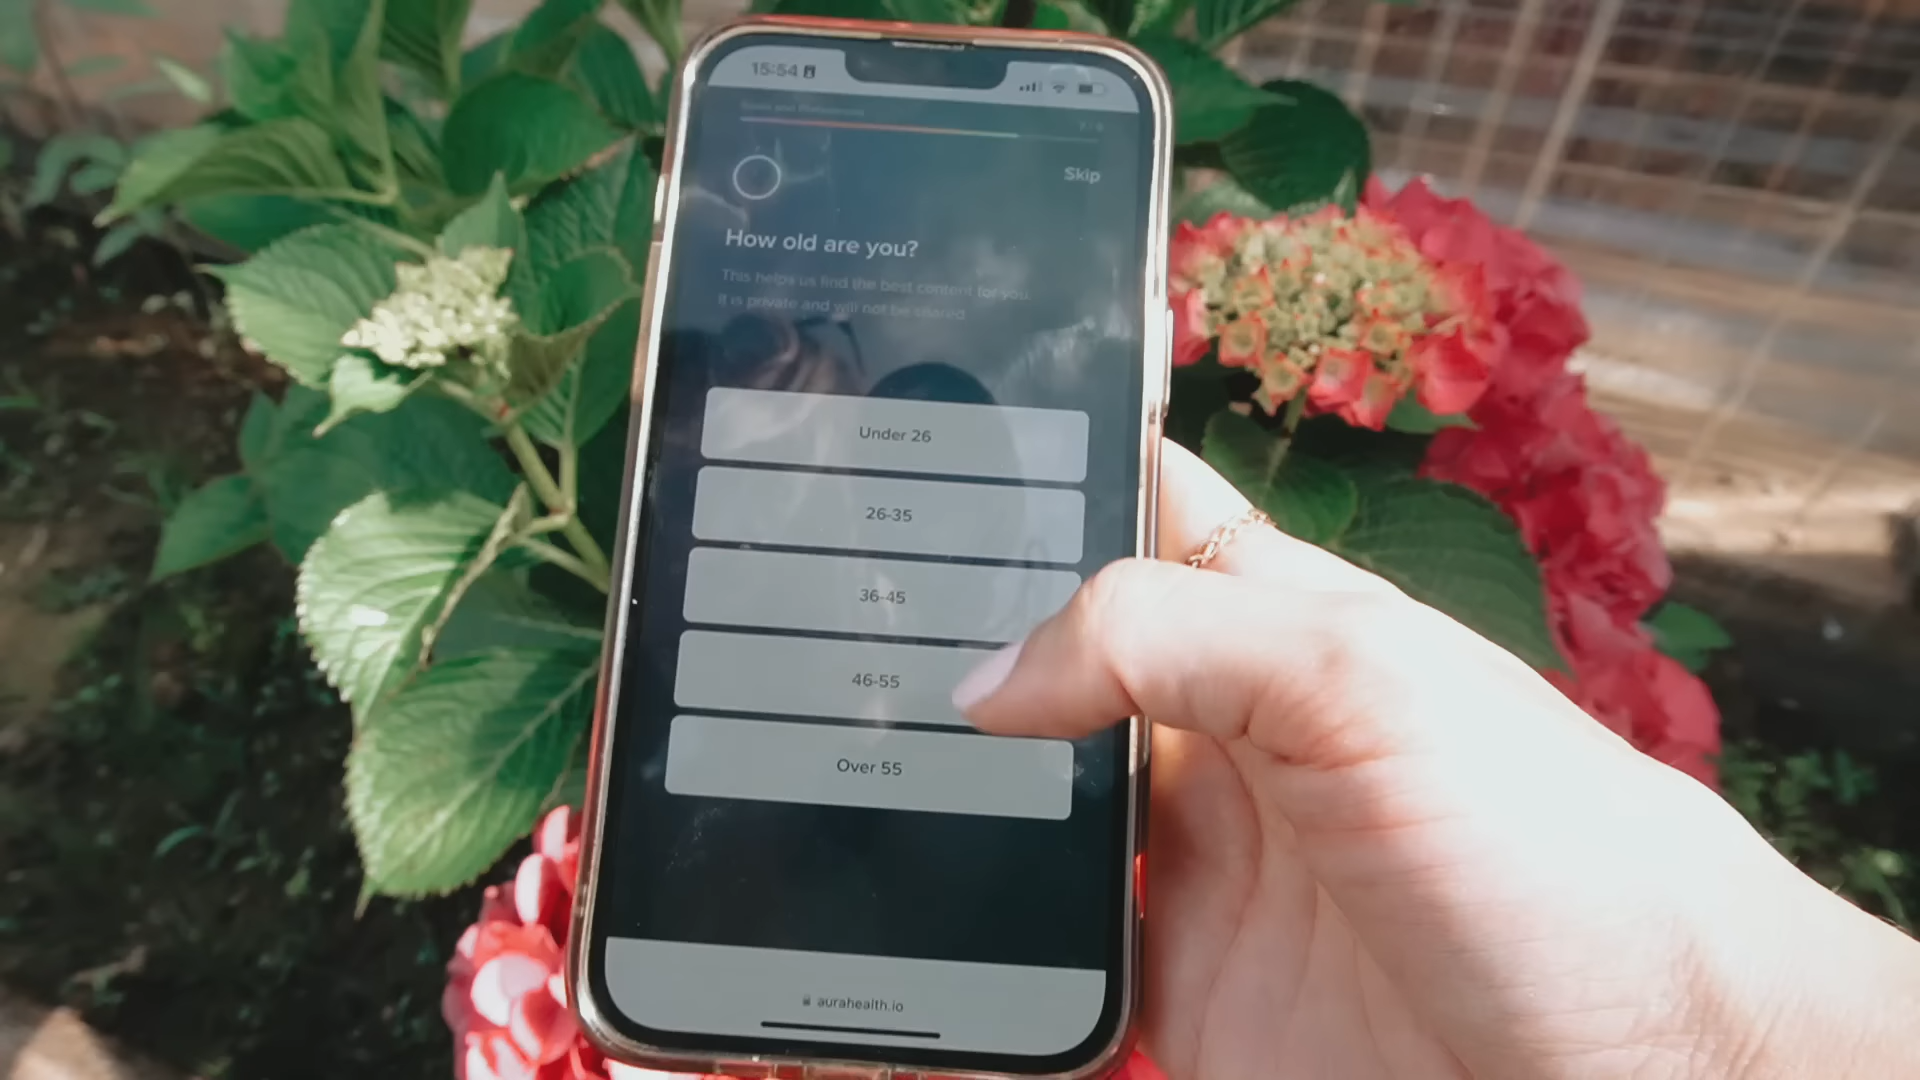 15:54
Skip
How old are you?
This helps us find the best content for you.
It is private and will not be shared
Under 26
26-35
36-45
46-55
Over 55
aurahealth.io